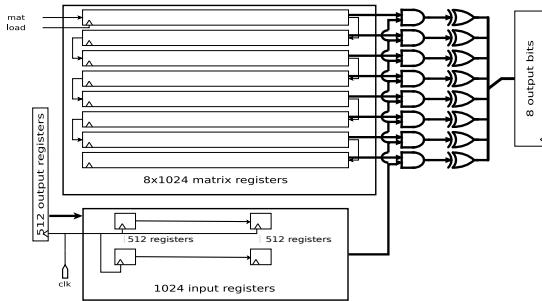 mat
load
8x1024 matrix registers
8 output bits
512 output registers
512 registers
512 registers
clk
1024 input registers